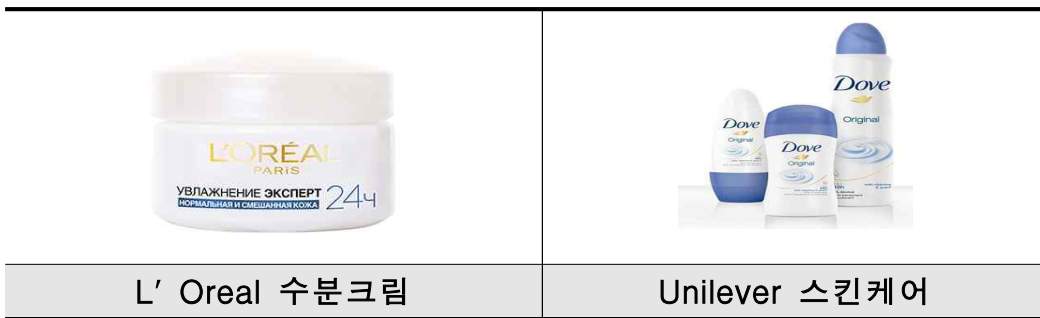 L'ORÉAL
PARIS
УВЛАЖНЕНИЕ ЭКСПЕРТ
НОРМАЛЬНАЯ И СМЕШАННАЯ КОЖА
24ч
Dove
Original
Dove
Original
Dove
Original
L' Oreal 수분크림
Unilever 스킨케어